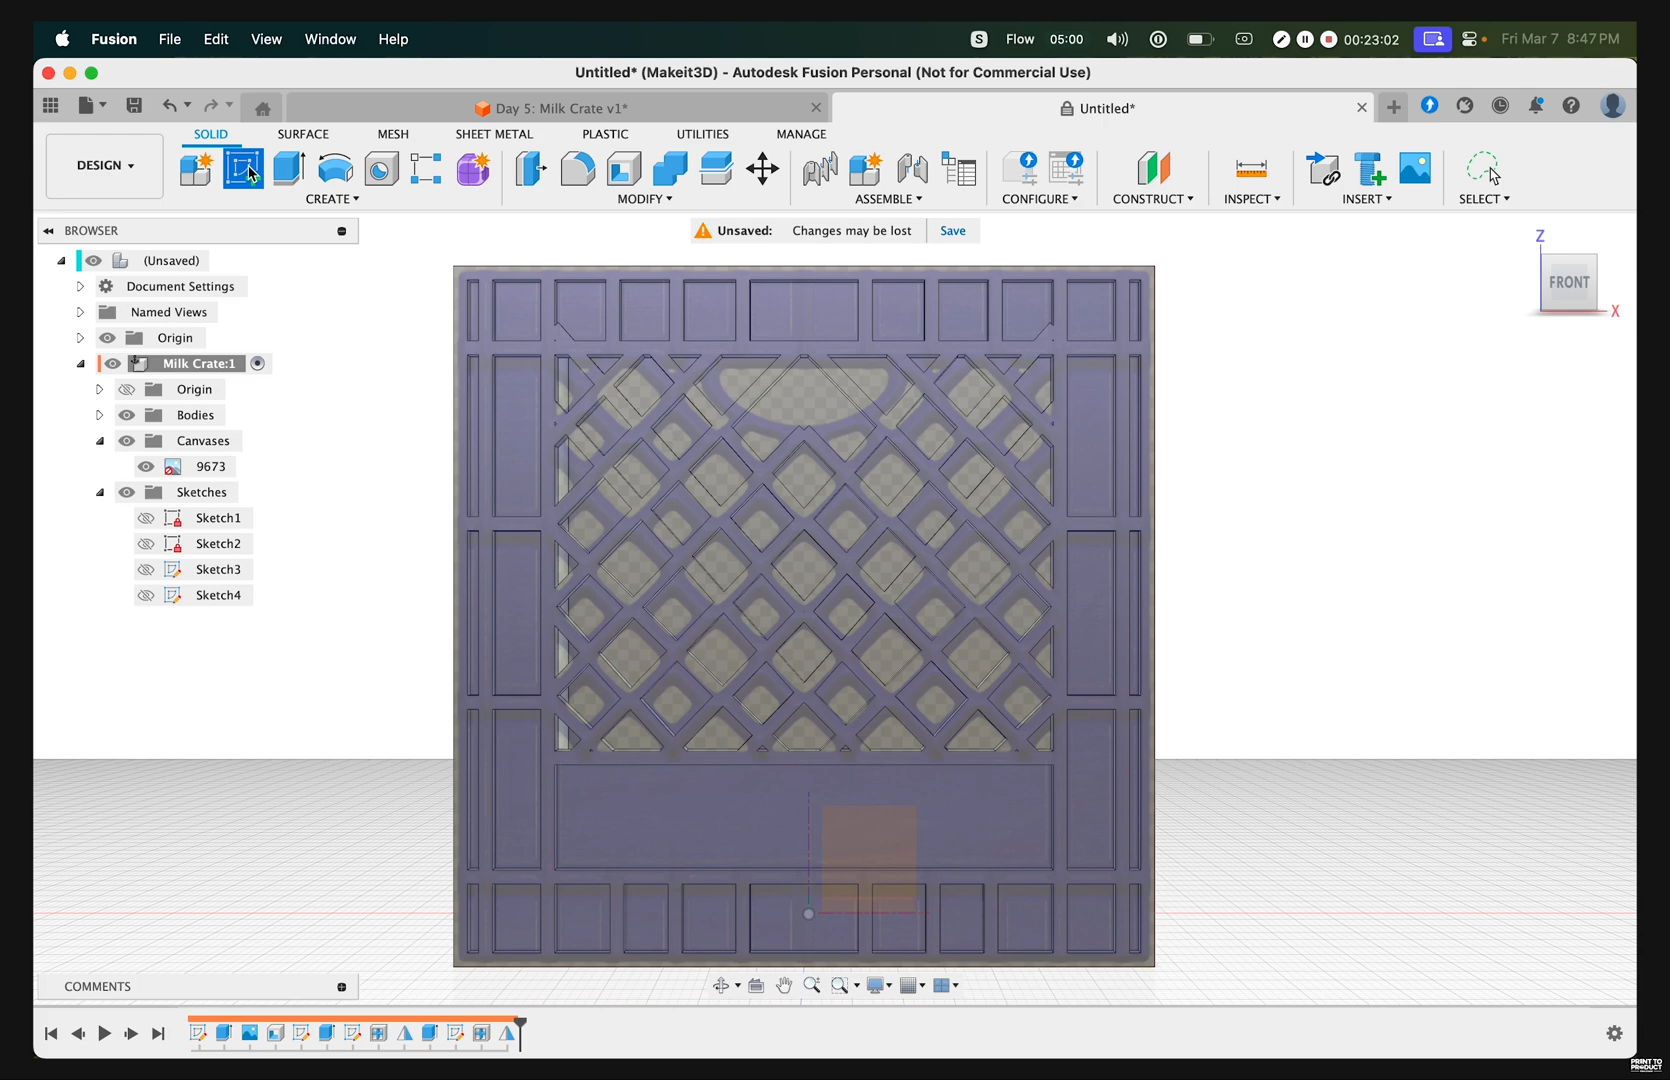 Fusion File Edit View Window Help S Flow 05:00 00:23:02 Fri Mar 7 8:47 PM
Untitled* (Makeit3D) - Autodesk Fusion Personal (Not for Commercial Use)
Day 5: Milk Crate v1* Untitled*
SOLID SURFACE MESH SHEET METAL PLASTIC UTILITIES MANAGE
DESIGN
CREATE MODIFY ASSEMBLE CONFIGURE CONSTRUCT INSPECT INSERT SELECT
BROWSER
Unsaved: Changes may be lost Save
(Unsaved)
Document Settings
Named Views
Origin
Milk Crate:1
Origin
Bodies
Canvases
9673
Sketches
Sketch1
Sketch2
Sketch3
Sketch4
Z
FRONT
X
COMMENTS
PRINT TO
PRODUCT